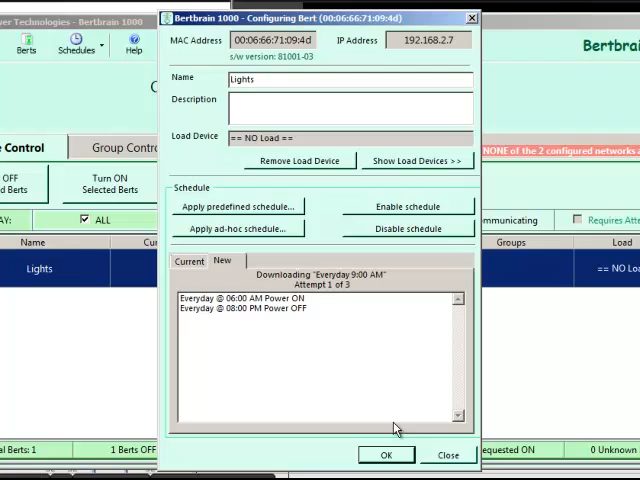 wer Technologies - Bertbrain 1000
Bertbrain 1000 - Configuring Bert (00:06:66:71:09:4d)
Berts
Schedules
Help
MAC Address
00:06:66:71:09:4d
IP Address
192.168.2.7
s/w version: 81001-03
Bertbrain
Name
Lights
Description
Load Device
== NO Load ==
e Control
Group Contro
NONE of the 2 configured networks a
Remove Load Device
Show Load Devices >>
OFF
d Berts
Turn ON
Selected Berts
Schedule
Apply predefined schedule...
Enable schedule
Apply ad-hoc schedule...
Disable schedule
AY:
ALL
mmunicating
Requires Atte
Name
Cur
Groups
Load
Lights
== NO Loa
Current
New
Downloading "Everyday 9:00 AM"
Attempt 1 of 3
Everyday @ 06:00 AM Power ON
Everyday @ 08:00 PM Power OFF
al Berts: 1
1 Berts OFF
equested ON
0 Unknown
OK
Close